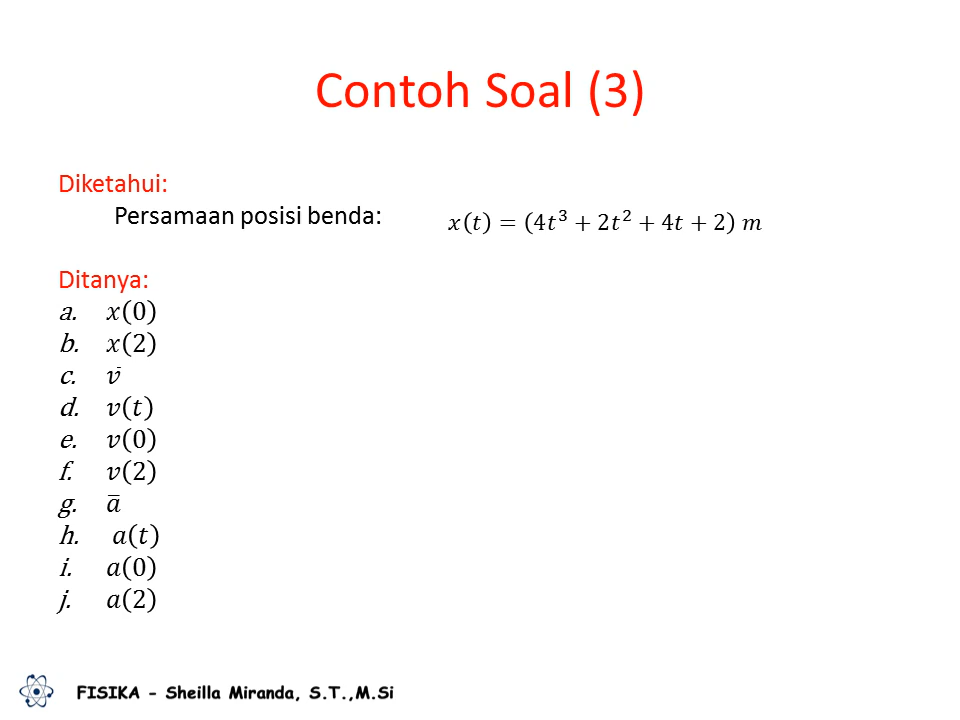 Contoh Soal (3)
Diketahui:
Persamaan posisi benda: x(t) = (4t³ + 2t² + 4t + 2) m
Ditanya:
a. x(0)
b. x(2)
c. v̄
d. v(t)
e. v(0)
f. v(2)
g. a̅
h. a(t)
i. a(0)
j. a(2)
FISIKA - Sheilla Miranda, S.T.,M.Si